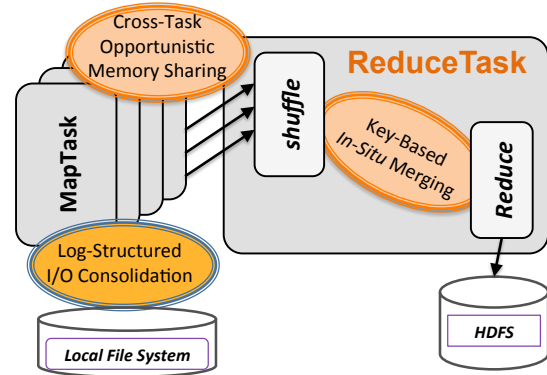 Cross-Task
Opportunistic
Memory Sharing
ReduceTask
MapTask
shuffle
Key-Based
In-Situ Merging
Reduce
Log-Structured
I/O Consolidation
Local File System
HDFS